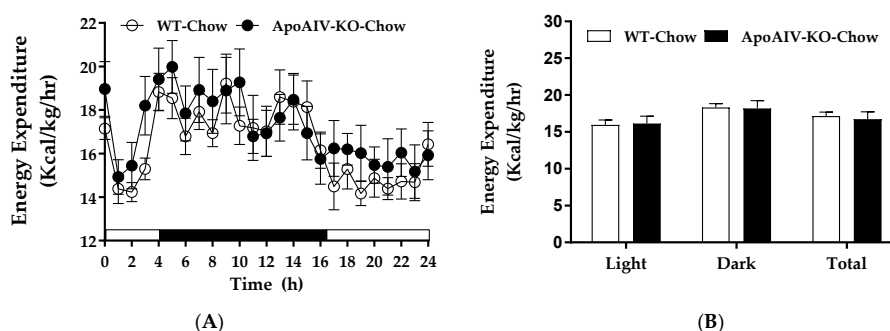 WT-Chow ApoAIV-KO-Chow
Energy Expenditure
(Kcal/kg/hr)
22
20
18
16
14
12
0 2 4 6 8 10 12 14 16 18 20 22 24
Time (h)
(A)
WT-Chow ApoAIV-KO-Chow
Energy Expenditure
(Kcal/kg/hr)
30
25
20
15
10
5
0
Light Dark Total
(B)